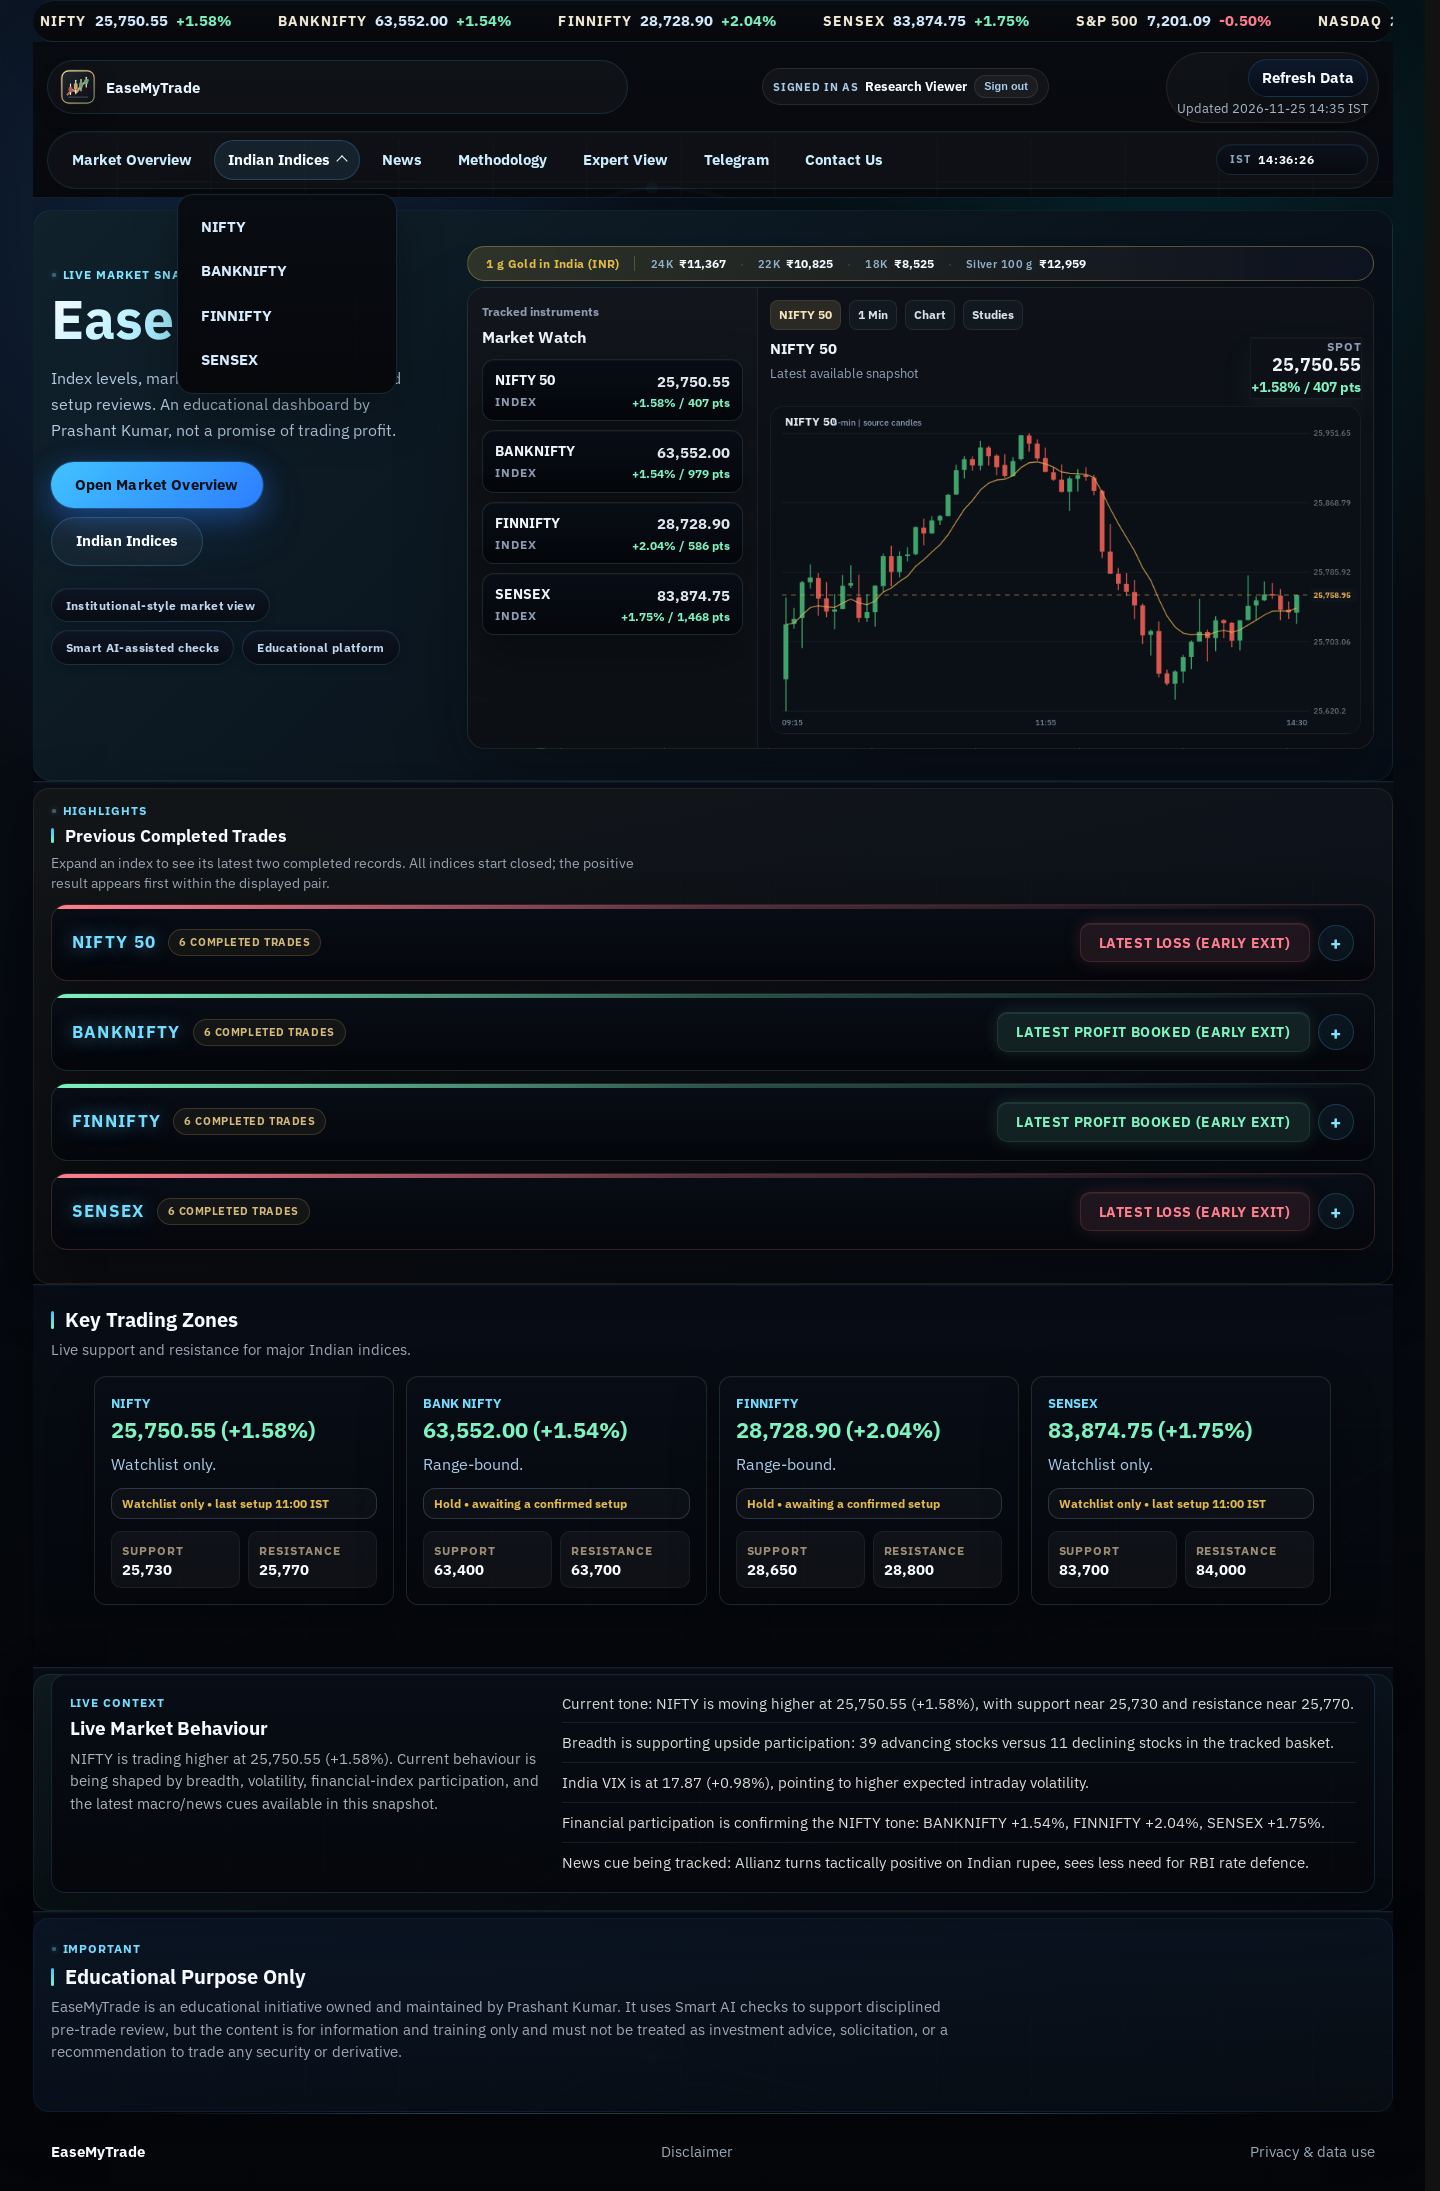 NIFTY 25,750.55 +1.58% BANKNIFTY 63,552.00 +1.54% FINNIFTY 28,728.90 +2.04% SENSEX 83,874.75 +1.75% S&P 500 7,201.09 -0.50% NASDAQ
EaseMyTrade
SIGNED IN AS Research Viewer Sign out
Refresh Data
Updated 2026-11-25 14:35 IST
Market Overview Indian Indices News Methodology Expert View Telegram Contact Us
IST 14:36:26
NIFTY
BANKNIFTY
FINNIFTY
SENSEX
LIVE MARKET SNA
Ease
Index levels, mar
setup reviews. An educational dashboard by
Prashant Kumar, not a promise of trading profit.
Open Market Overview
Indian Indices
Institutional-style market view
Smart AI-assisted checks Educational platform
1 g Gold in India (INR) 24K ₹11,367 · 22K ₹10,825 · 18K ₹8,525 · Silver 100 g ₹12,959
Tracked instruments
Market Watch
NIFTY 50 25,750.55
INDEX +1.58% / 407 pts
BANKNIFTY 63,552.00
INDEX +1.54% / 979 pts
FINNIFTY 28,728.90
INDEX +2.04% / 586 pts
SENSEX 83,874.75
INDEX +1.75% / 1,468 pts
NIFTY 50 1 Min Chart Studies
NIFTY 50
Latest available snapshot
SPOT
25,750.55
+1.58% / 407 pts
NIFTY 50 -min | source candles
25,951.65
25,868.79
25,785.92
25,758.95
25,703.06
25,620.2
09:15 11:55 14:30
HIGHLIGHTS
Previous Completed Trades
Expand an index to see its latest two completed records. All indices start closed; the positive
result appears first within the displayed pair.
NIFTY 50 6 COMPLETED TRADES LATEST LOSS (EARLY EXIT) +
BANKNIFTY 6 COMPLETED TRADES LATEST PROFIT BOOKED (EARLY EXIT) +
FINNIFTY 6 COMPLETED TRADES LATEST PROFIT BOOKED (EARLY EXIT) +
SENSEX 6 COMPLETED TRADES LATEST LOSS (EARLY EXIT) +
Key Trading Zones
Live support and resistance for major Indian indices.
NIFTY
25,750.55 (+1.58%)
Watchlist only.
Watchlist only • last setup 11:00 IST
SUPPORT RESISTANCE
25,730 25,770
BANK NIFTY
63,552.00 (+1.54%)
Range-bound.
Hold • awaiting a confirmed setup
SUPPORT RESISTANCE
63,400 63,700
FINNIFTY
28,728.90 (+2.04%)
Range-bound.
Hold • awaiting a confirmed setup
SUPPORT RESISTANCE
28,650 28,800
SENSEX
83,874.75 (+1.75%)
Watchlist only.
Watchlist only • last setup 11:00 IST
SUPPORT RESISTANCE
83,700 84,000
LIVE CONTEXT
Live Market Behaviour
NIFTY is trading higher at 25,750.55 (+1.58%). Current behaviour is
being shaped by breadth, volatility, financial-index participation, and
the latest macro/news cues available in this snapshot.
Current tone: NIFTY is moving higher at 25,750.55 (+1.58%), with support near 25,730 and resistance near 25,770.
Breadth is supporting upside participation: 39 advancing stocks versus 11 declining stocks in the tracked basket.
India VIX is at 17.87 (+0.98%), pointing to higher expected intraday volatility.
Financial participation is confirming the NIFTY tone: BANKNIFTY +1.54%, FINNIFTY +2.04%, SENSEX +1.75%.
News cue being tracked: Allianz turns tactically positive on Indian rupee, sees less need for RBI rate defence.
IMPORTANT
Educational Purpose Only
EaseMyTrade is an educational initiative owned and maintained by Prashant Kumar. It uses Smart AI checks to support disciplined
pre-trade review, but the content is for information and training only and must not be treated as investment advice, solicitation, or a
recommendation to trade any security or derivative.
EaseMyTrade Disclaimer Privacy & data use